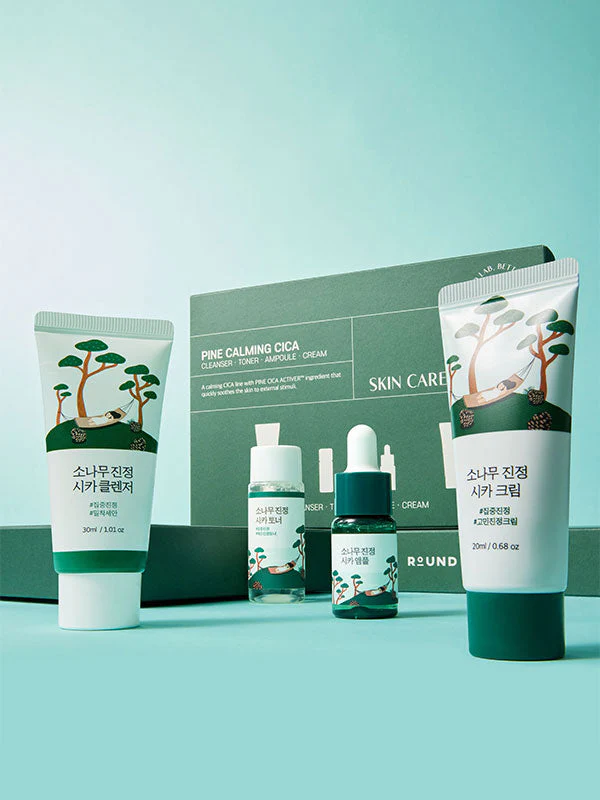 LAB, BET
PINE CALMING CICA
CLEANSER · TONER · AMPOULE · CREAM
A calming CICA line with PINE CICA ACTIVER™ ingredient that
quickly soothes the skin to external stimuli.
SKIN CARE
소나무 진정
시카 클렌저
#집중진정
#밀착세안
30ml / 1.01 oz
소나무 진정
시카 토너
소나무 진정
시카 앰플
소나무 진정
시카 크림
#집중진정
#고민진정크림
20ml / 0.68 oz
CREAM
ROUND